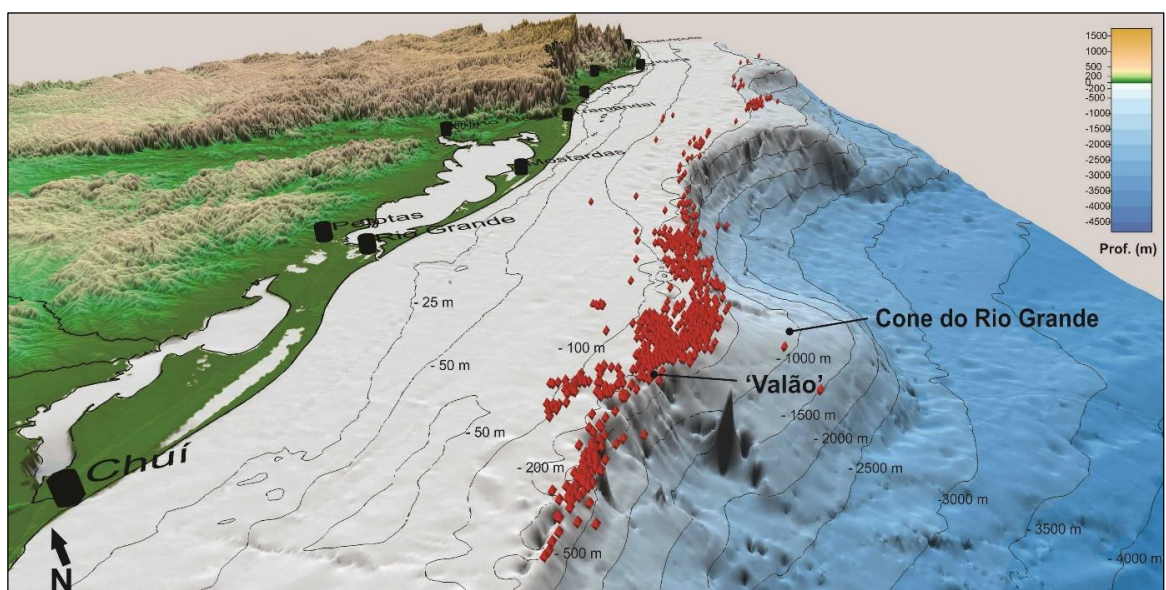 1500
1000
500
200
0
-200
-500
-1000
-1500
-2000
-2500
-3000
-3500
-4000
-4500
Prof. (m)
Mostardas
Pelotas
Rio Grande
- 25 m
- 50 m
- 100 m
Cone do Rio Grande
- 1000 m
'Valão'
- 1500 m
- 50 m
- 2000 m
Chuí
- 200 m
- 2500 m
-3000 m
- 3500 m
- 500 m
- 4000 m
N